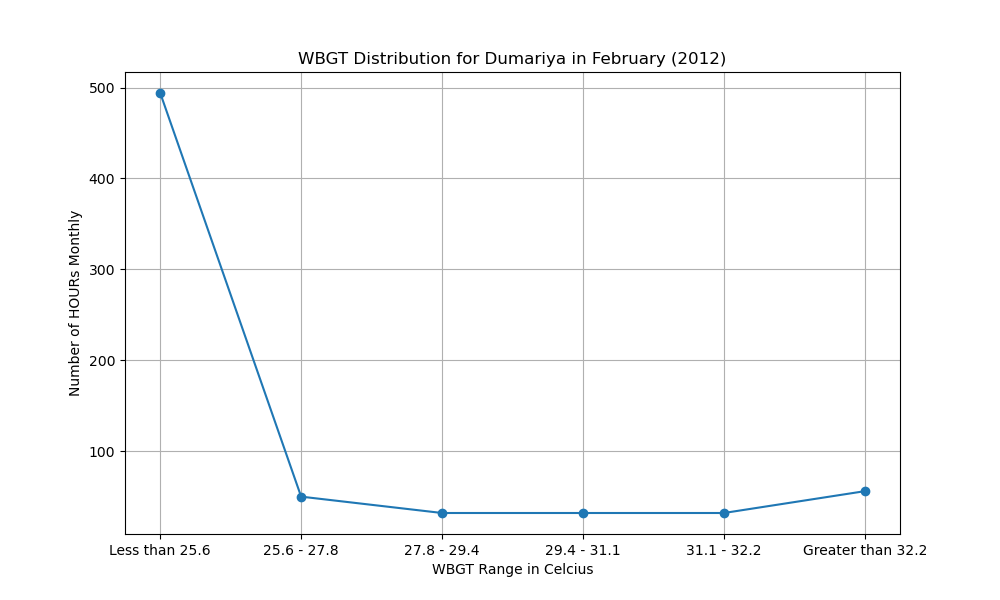 WBGT Distribution for Dumariya in February (2012)
Number of HOURs Monthly
500
400
300
200
100
Less than 25.6
25.6 - 27.8
27.8 - 29.4
29.4 - 31.1
31.1 - 32.2
Greater than 32.2
WBGT Range in Celcius